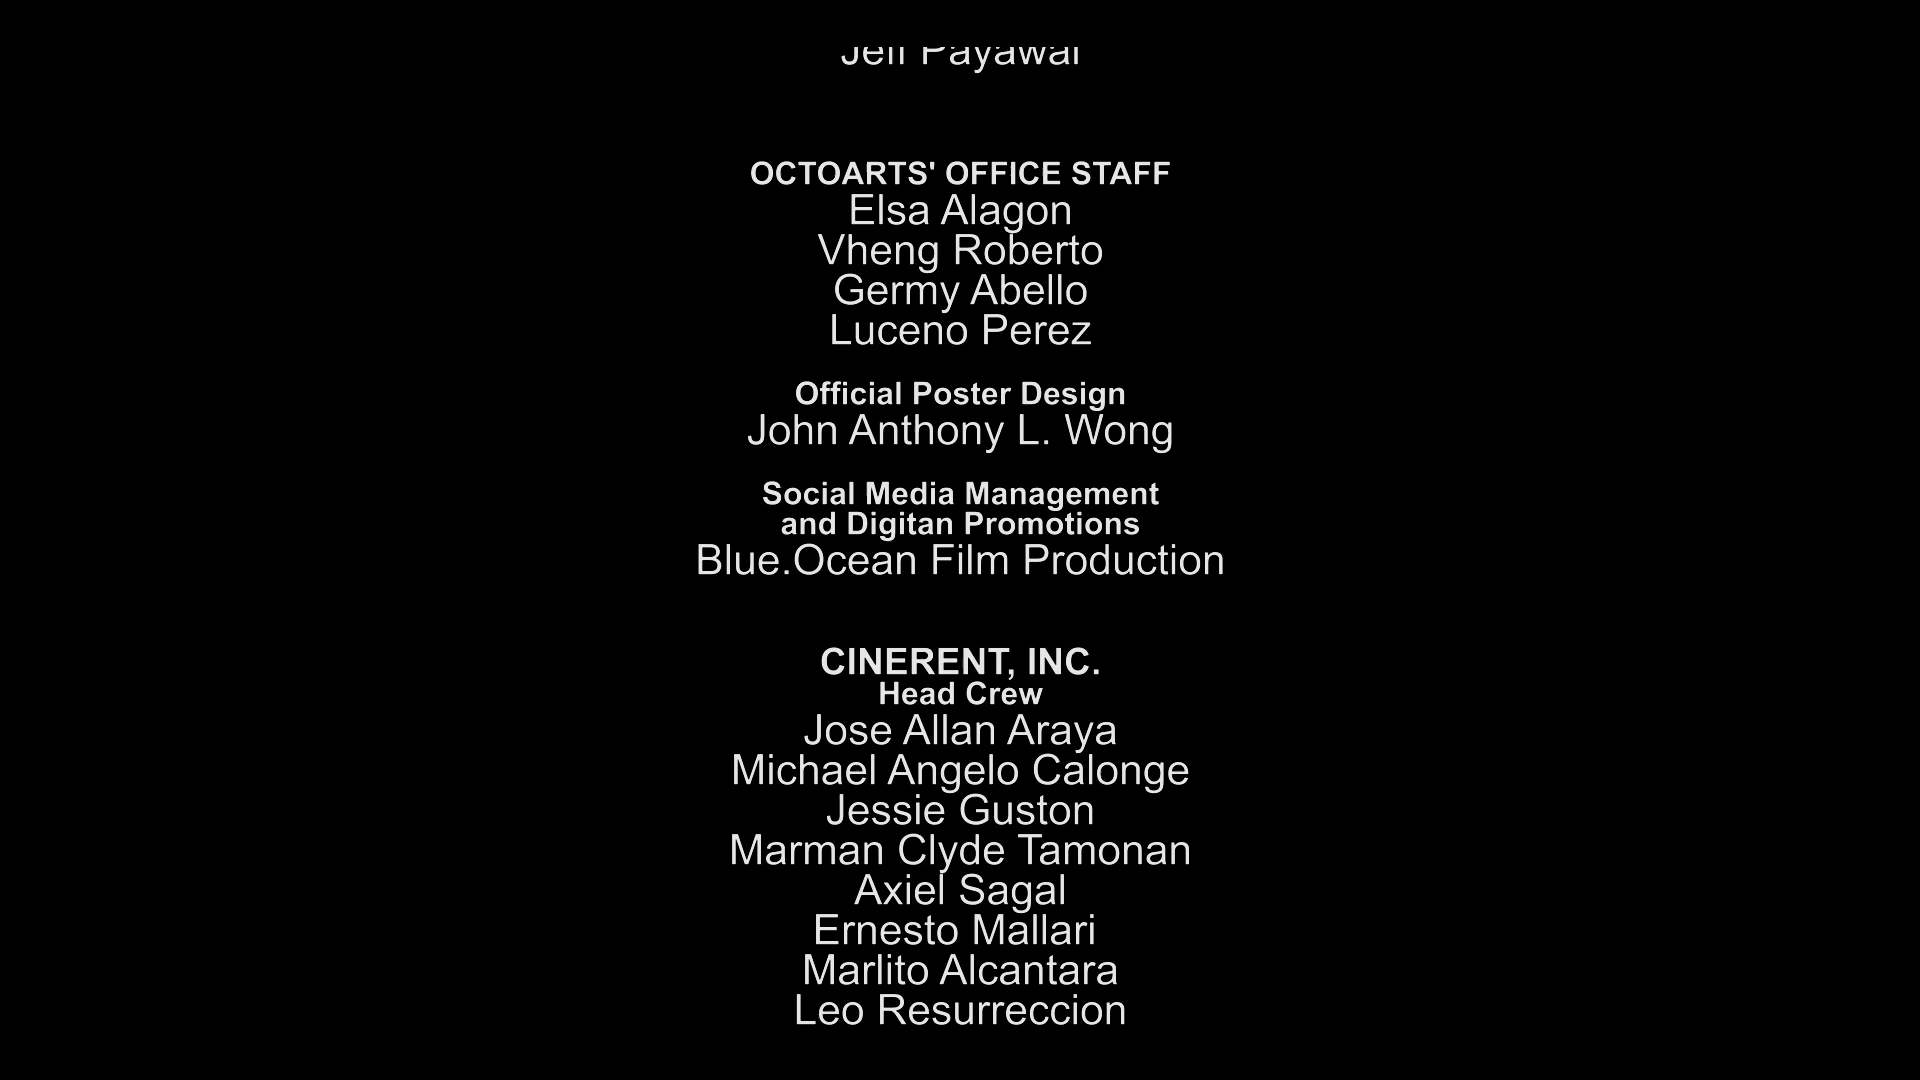 Payawal
OCTOARTS' OFFICE STAFF
Elsa Alagon
Vheng Roberto
Germy Abello
Luceno Perez
Official Poster Design
John Anthony L. Wong
Social Media Management
and Digitan Promotions
Blue.Ocean Film Production
CINERENT, INC.
Head Crew
Jose Allan Araya
Michael Angelo Calonge
Jessie Guston
Marman Clyde Tamonan
Axiel Sagal
Ernesto Mallari
Marlito Alcantara
Leo Resurreccion